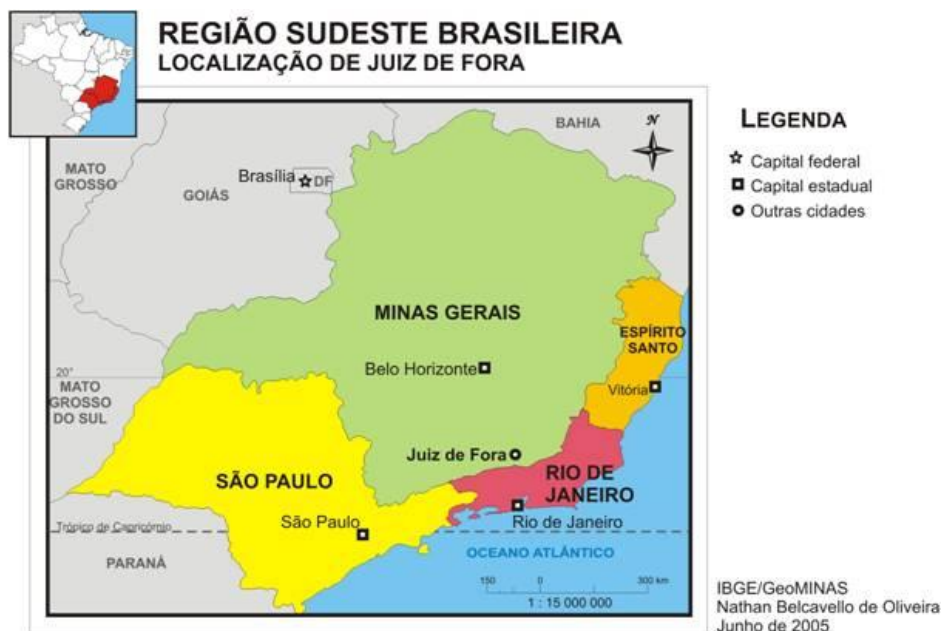 REGIÃO SUDESTE BRASILEIRA
LOCALIZAÇÃO DE JUIZ DE FORA
BAHIA
N
MATO
GROSSO
GOIÁS
Brasília
DF
MINAS GERAIS
ESPÍRITO
SANTO
Belo Horizonte
Vitória
20°
MATO
GROSSO
DO SUL
Juiz de Fora
SÃO PAULO
RIO DE
JANEIRO
São Paulo
Rio de Janeiro
Trópico de Capricórnio
PARANÁ
OCEANO ATLÂNTICO
150 0 300 km
1 : 15 000 000
LEGENDA
Capital federal
Capital estadual
Outras cidades
IBGE/GeoMINAS
Nathan Belcavello de Oliveira
Junho de 2005